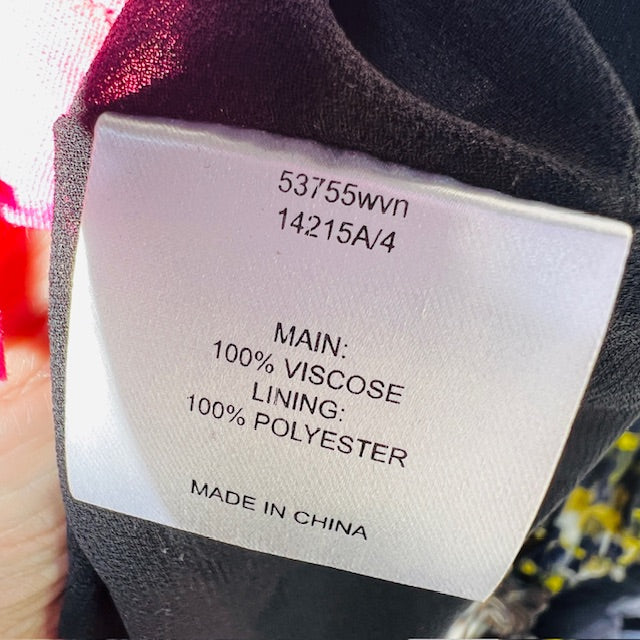 53755wvn
14215A/4
MAIN:
100% VISCOSE
LINING:
100% POLYESTER
MADE IN CHINA